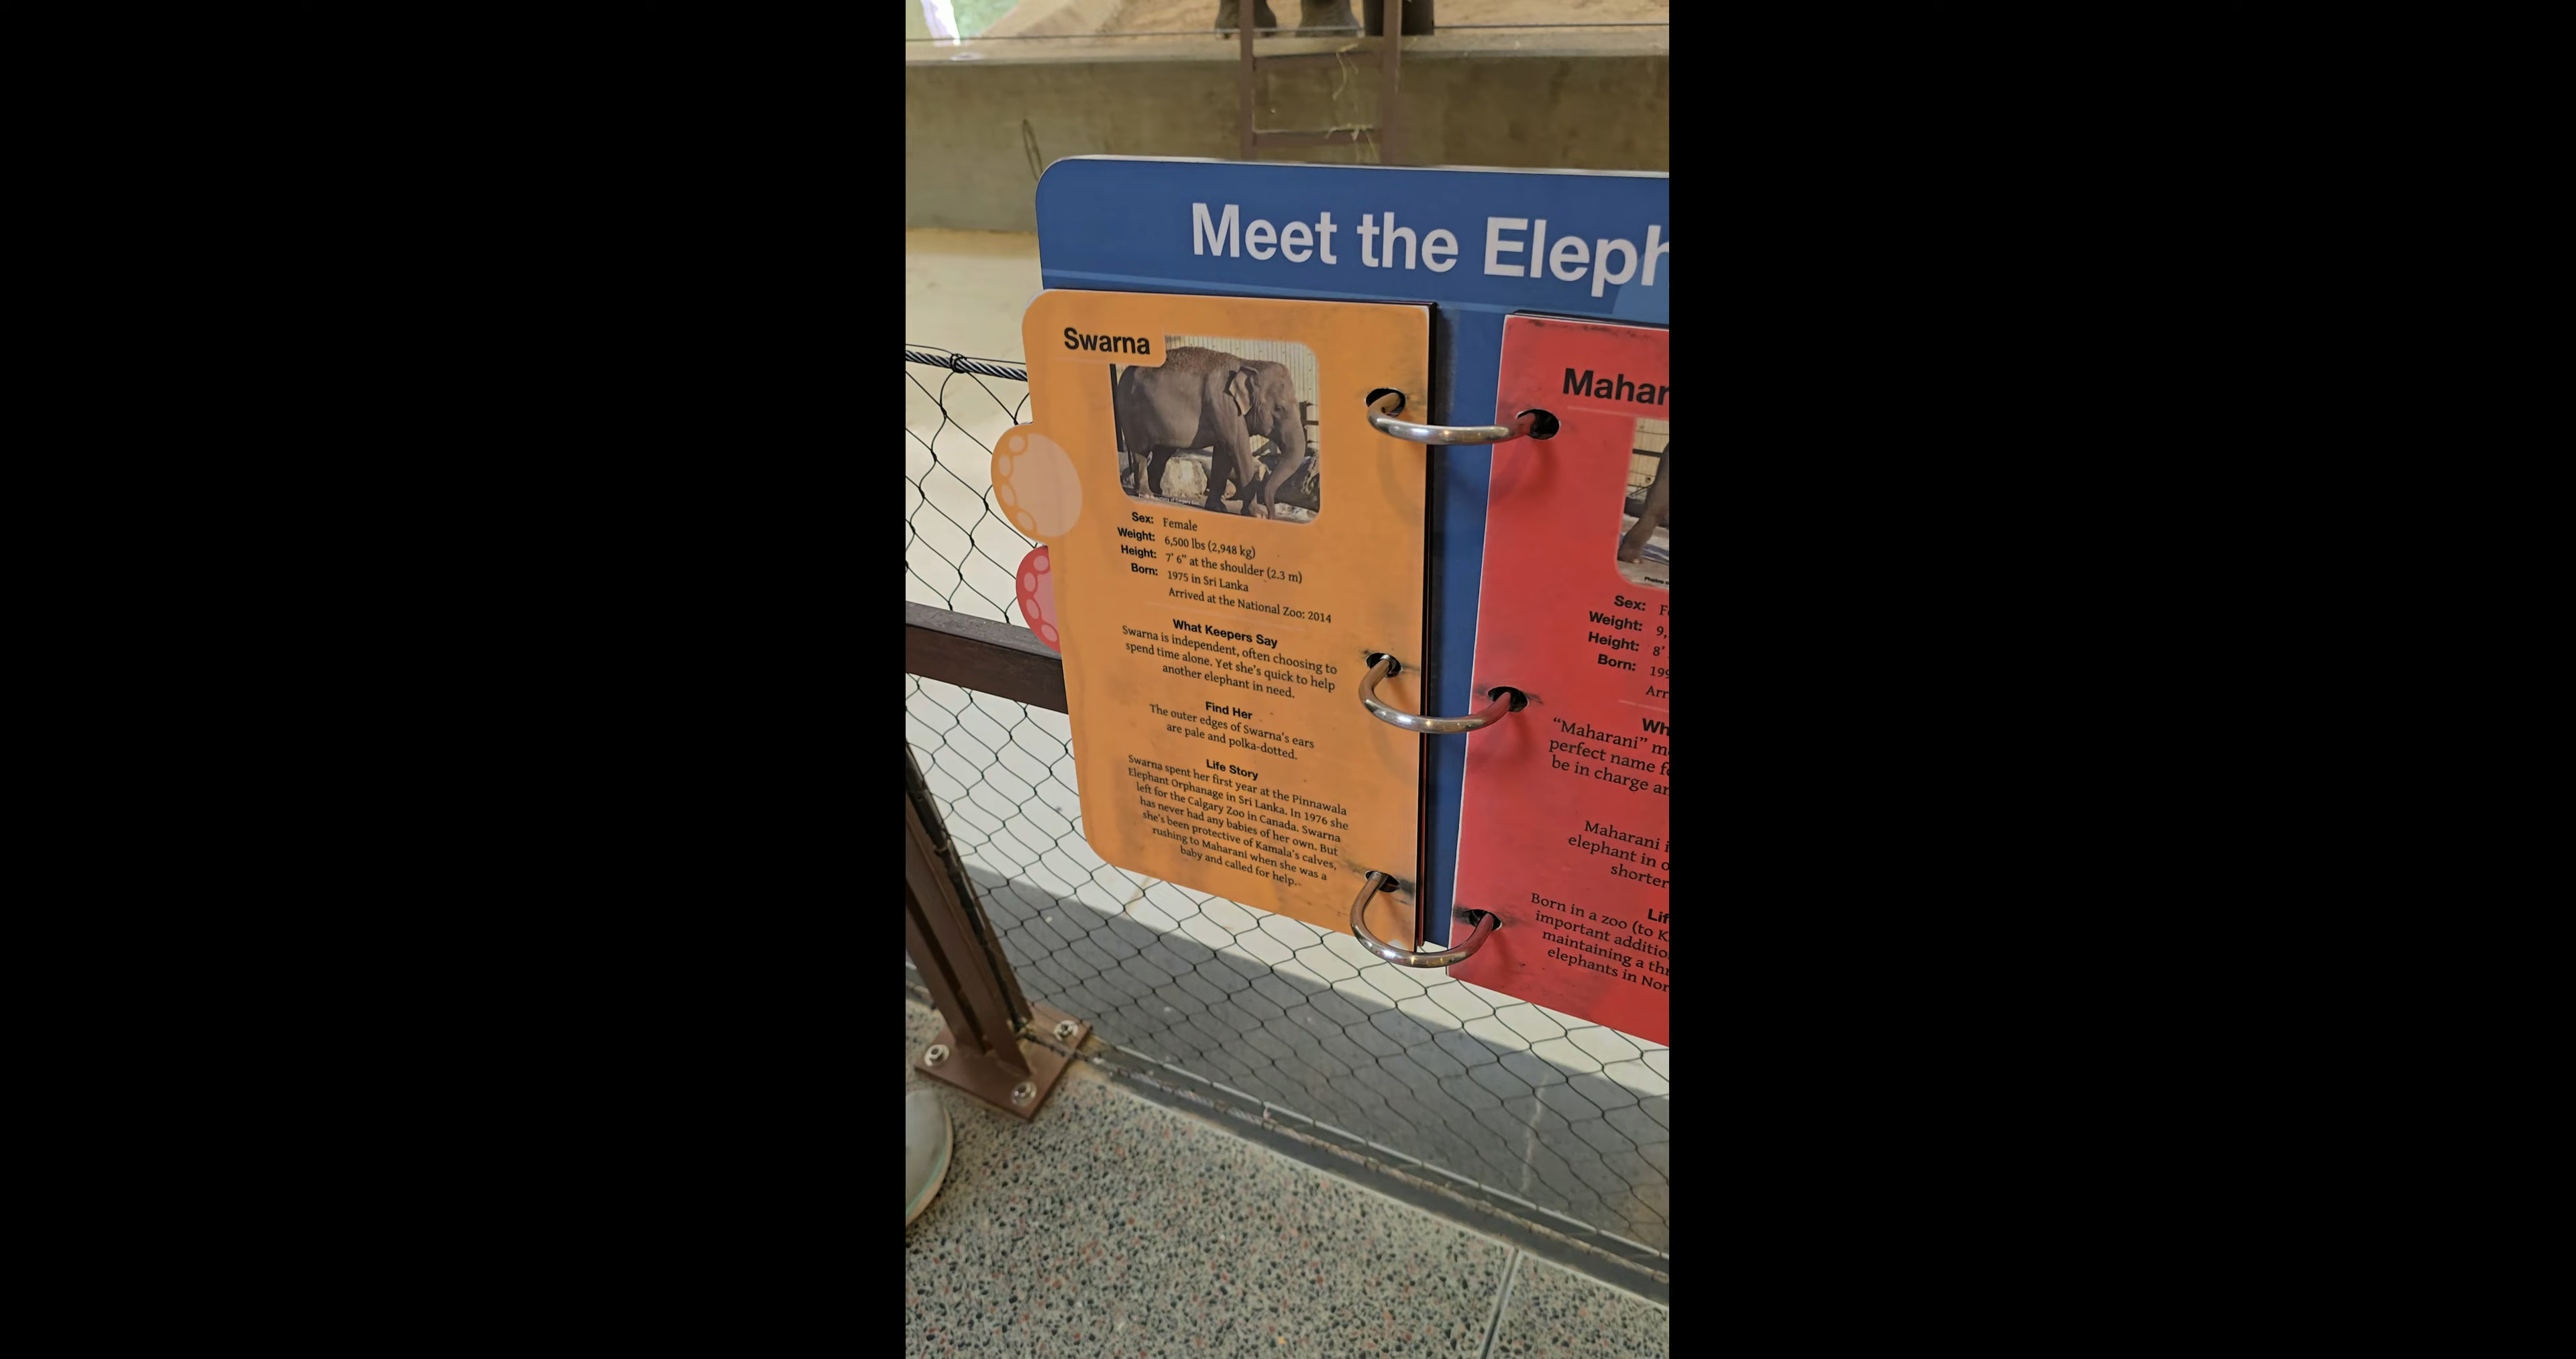 Meet the Eleph
Swarna
Sex: Female
Weight: 6,500 lbs (2,948 kg)
Height: 7' 6" at the shoulder (2.3 m)
Born: 1975 in Sri Lanka
Arrived at the National Zoo: 2014
What Keepers Say
Swarna is independent, often choosing to
spend time alone. Yet she's quick to help
another elephant in need.
Find Her
The outer edges of Swarna's ears
are pale and polka-dotted.
Life Story
Swarna spent her first year at the Pinnawala
Elephant Orphanage in Sri Lanka. In 1976 she
left for the Calgary Zoo in Canada. Swarna
has never had any babies of her own. But
she's been protective of Kamala's calves,
rushing to Maharani when she was a
baby and called for help.
Mahar
Photos
Sex: F
Weight: 9,
Height: 8'
Born: 199
Arr
Wh
"Maharani" m
perfect name f
be in charge a
Maharani i
elephant in o
shorter
Lif
Born in a zoo (to K
important additio
maintaining a thr
elephants in Nor